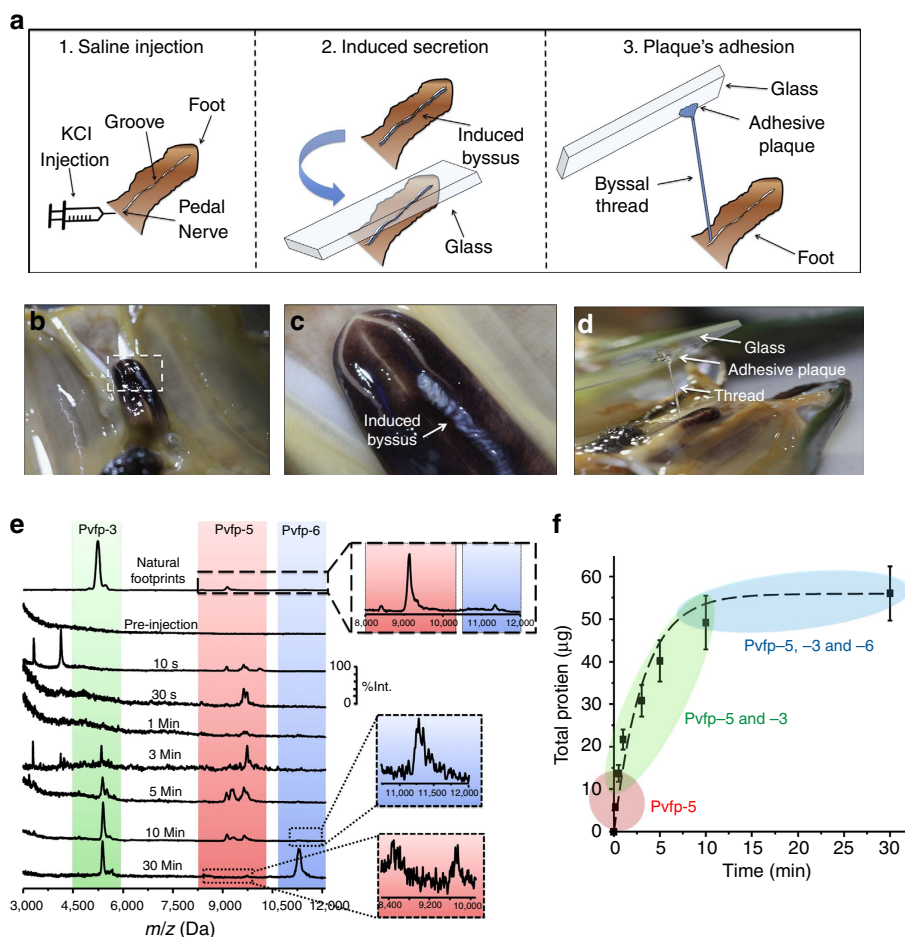 a
1. Saline injection
2. Induced secretion
3. Plaque's adhesion
KCl
Injection
Groove
Foot
Pedal
Nerve
Induced
byssus
Glass
Glass
Adhesive
plaque
Byssal
thread
Foot
b
c
Induced
byssus
d
Glass
Adhesive plaque
Thread
e
Pvfp-3
Pvfp-5
Pvfp-6
Natural
footprints
8,000 9,000 10,000 11,000 12,000
Pre-injection
10 s
100
%Int.
0
30 s
1 Min
3 Min
11,000 11,500 12,000
5 Min
10 Min
30 Min
8,400 9,200 10,000
3,000 4,500 6,000 7,500 9,000 10,500 12,000
m/z (Da)
f
Total protien (µg)
60
50
40
30
20
10
0
Pvfp–5, –3 and –6
Pvfp–5 and –3
Pvfp-5
0 5 10 15 20 25 30
Time (min)